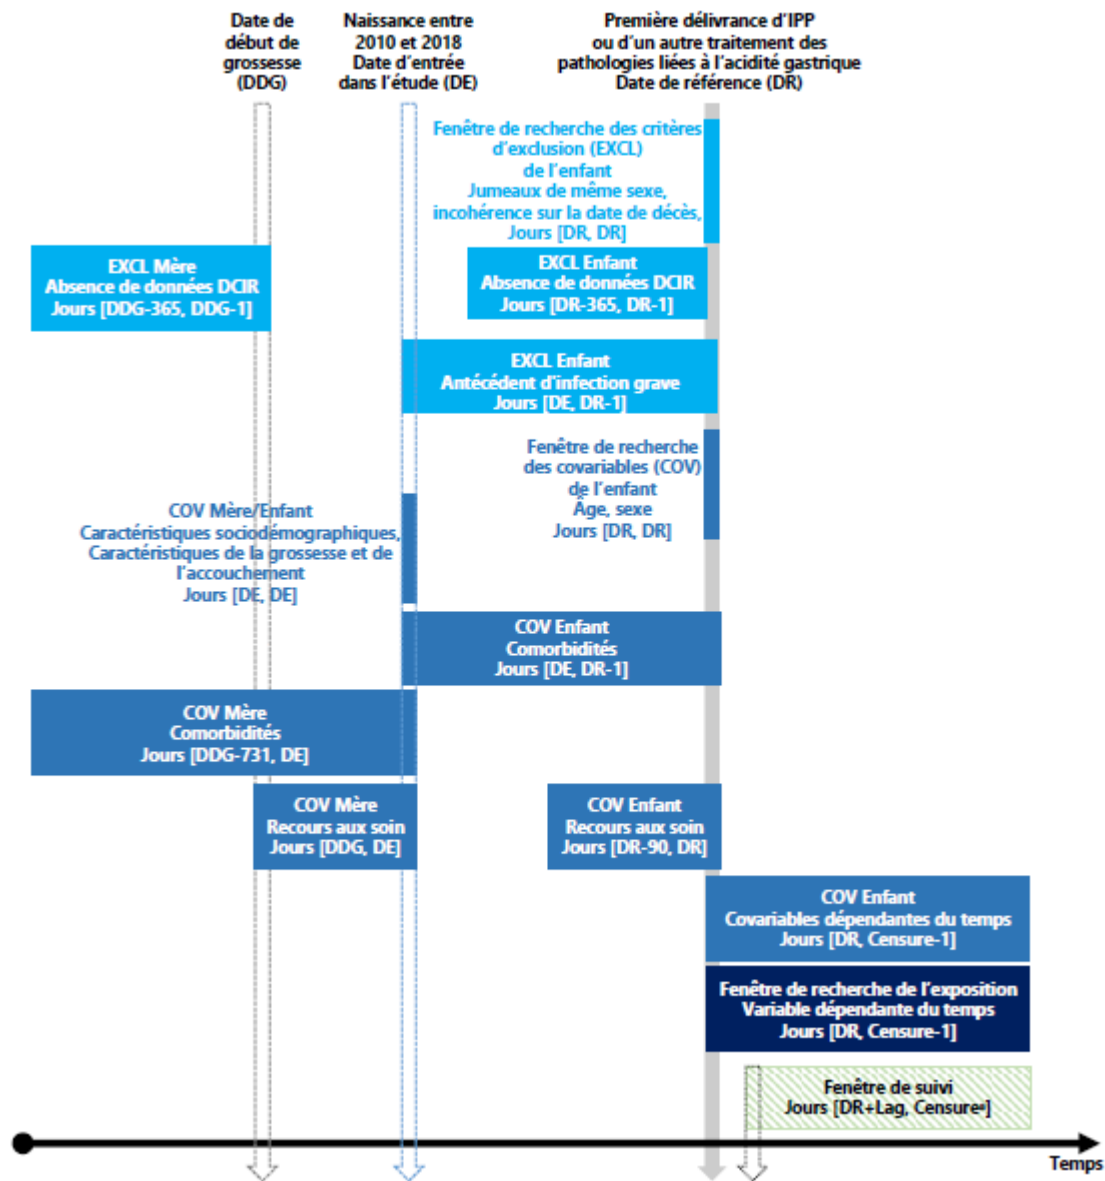 Date de
début de
grossesse
(DDG)
Naissance entre
2010 et 2018
Date d'entrée
dans l'étude (DE)
Première délivrance d'IPP
ou d'un autre traitement des
pathologies liées à l'acidité gastrique
Date de référence (DR)
Fenêtre de recherche des critères
d'exclusion (EXCL)
de l'enfant
Jumeaux de même sexe,
incohérence sur la date de décès,
Jours [DR, DR]
EXCL Mère
Absence de données DCIR
Jours [DDG-365, DDG-1]
EXCL Enfant
Absence de données DCIR
Jours [DR-365, DR-1]
EXCL Enfant
Antécédent d'infection grave
Jours [DE, DR-1]
Fenêtre de recherche
des covariables (COV)
de l'enfant
Âge, sexe
Jours [DR, DR]
COV Mère/Enfant
Caractéristiques sociodémographiques,
Caractéristiques de la grossesse et de
l'accouchement
Jours [DE, DE]
COV Enfant
Comorbidités
Jours [DE, DR-1]
COV Mère
Comorbidités
Jours [DDG-731, DE]
COV Mère
Recours aux soin
Jours [DDG, DE]
COV Enfant
Recours aux soin
Jours [DR-90, DR]
COV Enfant
Covariables dépendantes du temps
Jours [DR, Censure-1]
Fenêtre de recherche de l'exposition
Variable dépendante du temps
Jours [DR, Censure-1]
Fenêtre de suivi
Jours [DR+Lag, Censureª]
Temps